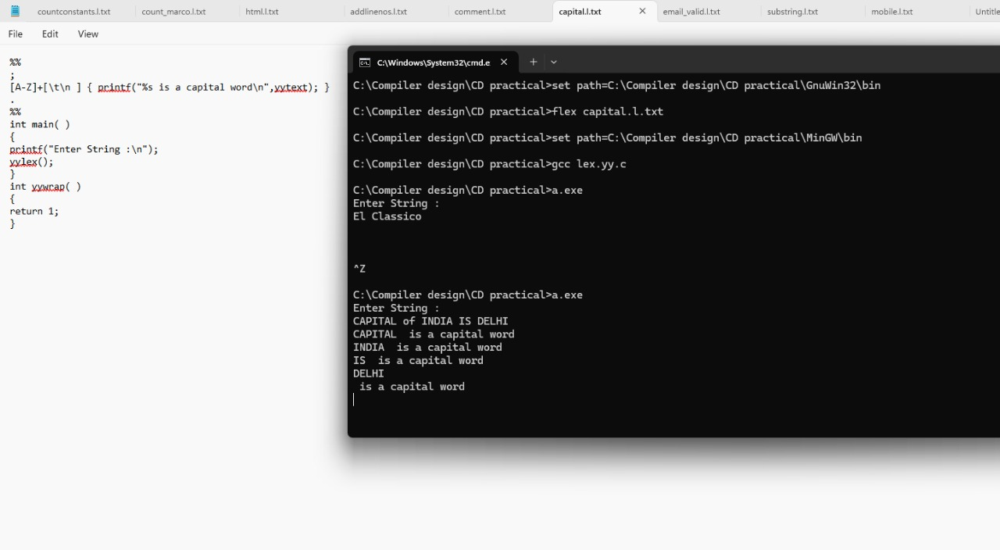 countconstants.l.txt
count_marco.l.txt
html.l.txt
addlinenos.l.txt
comment.l.txt
capital.l.txt
email_valid.l.txt
substring.l.txt
mobile.l.txt
File
Edit
View
%%
;
[A-Z]+[\t\n ] { printf("%s is a capital word\n",yytext); }
.
%%
int main( )
{
printf("Enter String :\n");
yylex();
}
int yywrap( )
{
return 1;
}
C:\Windows\System32\cmd.e
C:\Compiler design\CD practical>set path=C:\Compiler design\CD practical\GnuWin32\bin
C:\Compiler design\CD practical>flex capital.l.txt
C:\Compiler design\CD practical>set path=C:\Compiler design\CD practical\MinGW\bin
C:\Compiler design\CD practical>gcc lex.yy.c
C:\Compiler design\CD practical>a.exe
Enter String :
El Classico
^Z
C:\Compiler design\CD practical>a.exe
Enter String :
CAPITAL of INDIA IS DELHI
CAPITAL  is a capital word
INDIA  is a capital word
IS  is a capital word
DELHI
 is a capital word